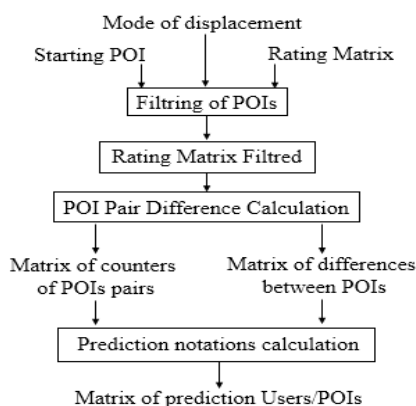 Mode of displacement
Starting POI
Rating Matrix
Filtring of POIs
Rating Matrix Filtred
POI Pair Difference Calculation
Matrix of counters
of POIs pairs
Matrix of differences
between POIs
Prediction notations calculation
Matrix of prediction Users/POIs